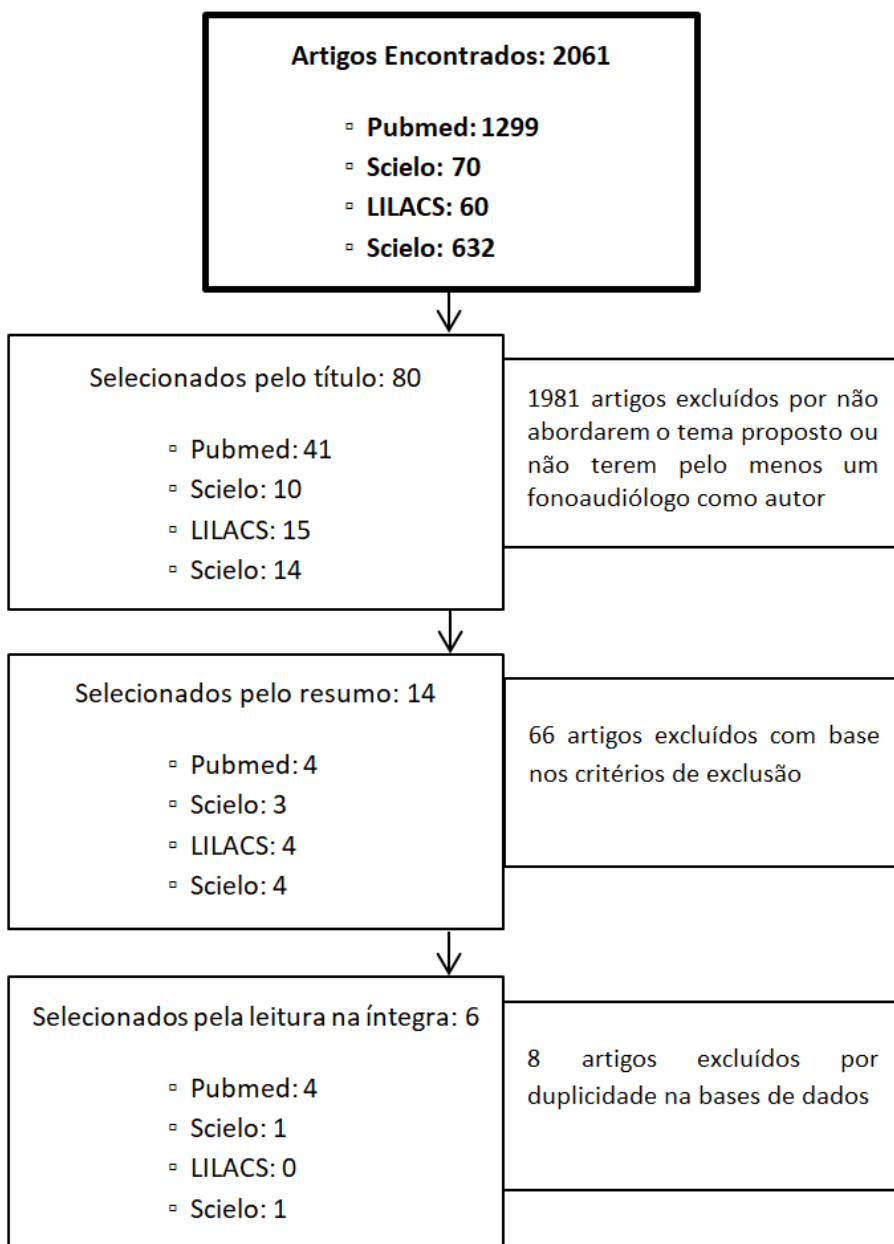 Artigos Encontrados: 2061
▫ Pubmed: 1299
▫ Scielo: 70
▫ LILACS: 60
▫ Scielo: 632
Selecionados pelo título: 80
▫ Pubmed: 41
▫ Scielo: 10
▫ LILACS: 15
▫ Scielo: 14
1981 artigos excluídos por não
abordarem o tema proposto ou
não terem pelo menos um
fonoaudiólogo como autor
Selecionados pelo resumo: 14
▫ Pubmed: 4
▫ Scielo: 3
▫ LILACS: 4
▫ Scielo: 4
66 artigos excluídos com base
nos critérios de exclusão
Selecionados pela leitura na íntegra: 6
▫ Pubmed: 4
▫ Scielo: 1
▫ LILACS: 0
▫ Scielo: 1
8 artigos excluídos por
duplicidade na bases de dados